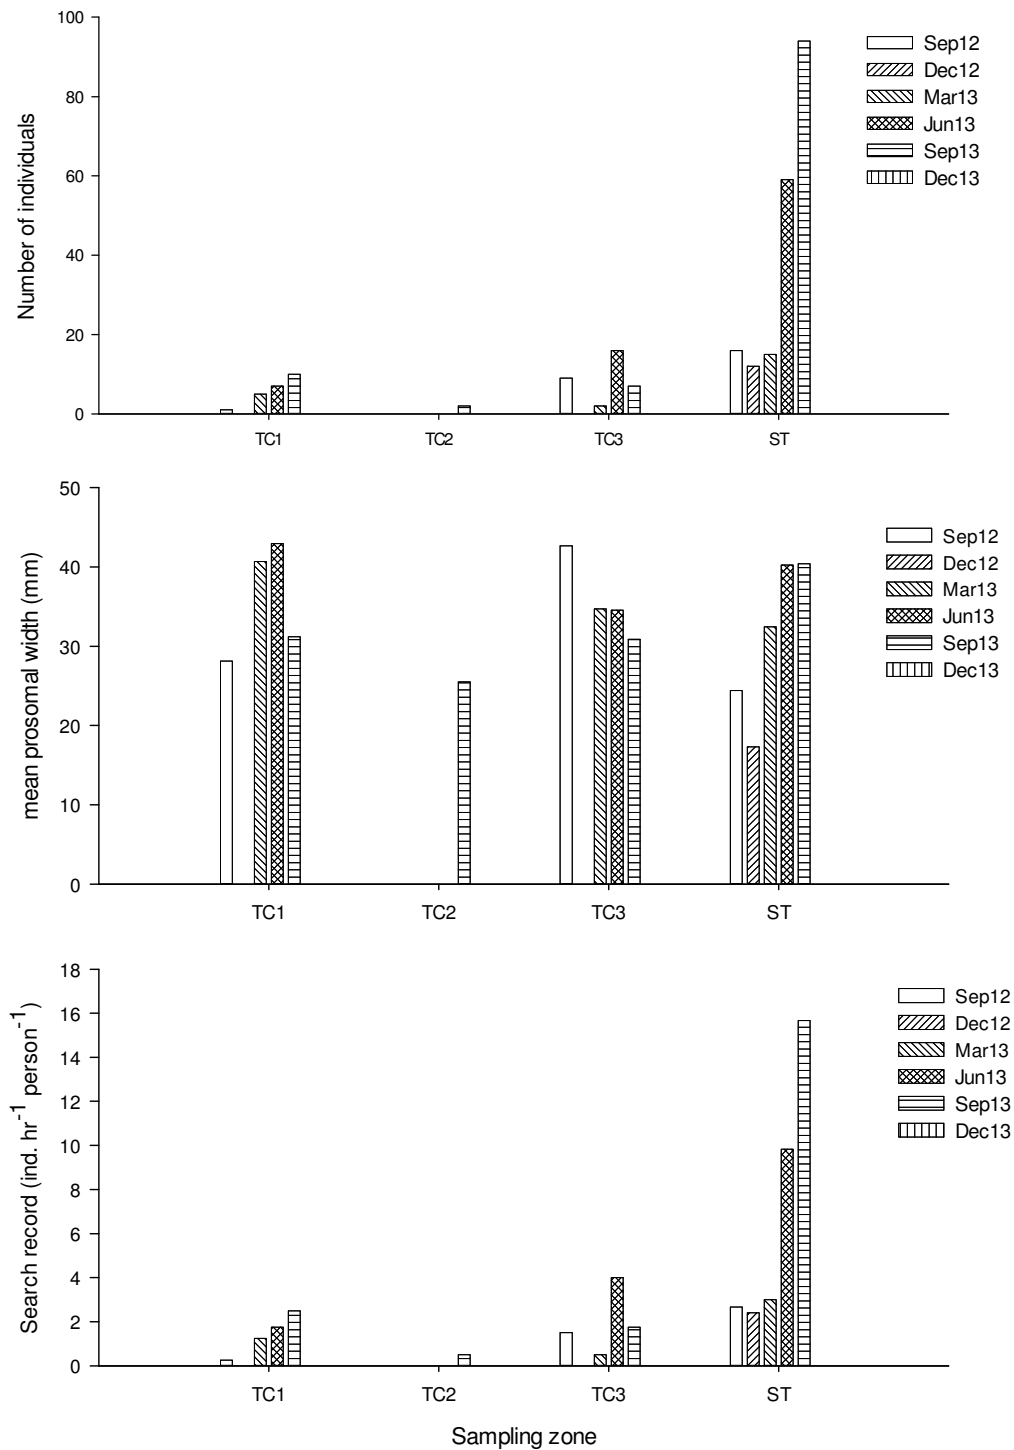 100
80
60
40
20
0
Number of individuals
TC1 TC2 TC3 ST
Sep12
Dec12
Mar13
Jun13
Sep13
Dec13
50
40
30
20
10
0
mean prosomal width (mm)
TC1 TC2 TC3 ST
Sep12
Dec12
Mar13
Jun13
Sep13
Dec13
18
16
14
12
10
8
6
4
2
0
Search record (ind. hr⁻¹ person⁻¹)
TC1 TC2 TC3 ST
Sep12
Dec12
Mar13
Jun13
Sep13
Dec13
Sampling zone